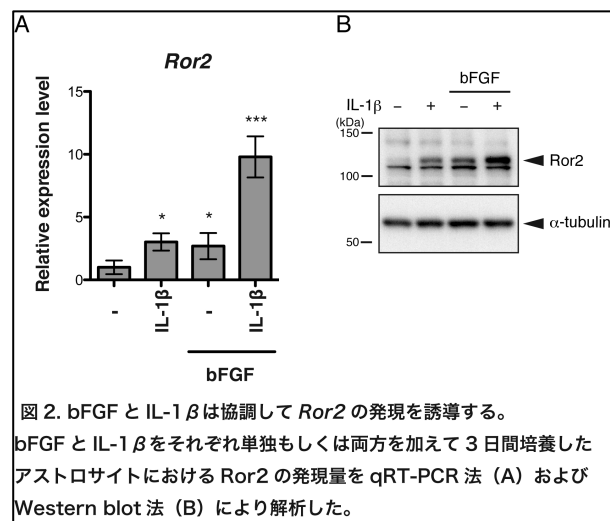 A
B
Ror2
Relative expression level
15
10
5
0
*
*
***
-
IL-1β
-
IL-1β
bFGF
bFGF
IL-1β - + - +
(kDa)
150
100
Ror2
50
α-tubulin
図 2. bFGF と IL-1βは協調して Ror2 の発現を誘導する。
bFGF と IL-1βをそれぞれ単独もしくは両方を加えて 3 日間培養した
アストロサイトにおける Ror2 の発現量を qRT-PCR 法（A）および
Western blot 法（B）により解析した。